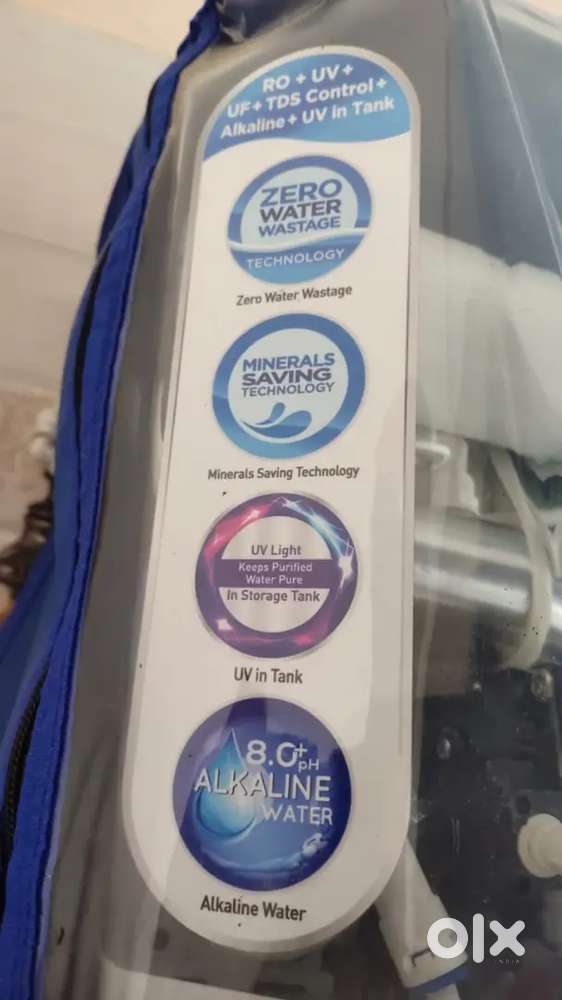 RO + UV +
UF + TDS Control +
Alkaline + UV in Tank
ZERO
WATER
WASTAGE
TECHNOLOGY
Zero Water Wastage
MINERALS
SAVING
TECHNOLOGY
Minerals Saving Technology
UV Light
Keeps Purified
Water Pure
In Storage Tank
UV in Tank
8.0+
pH
ALKALINE
WATER
Alkaline Water
olx
INDIA